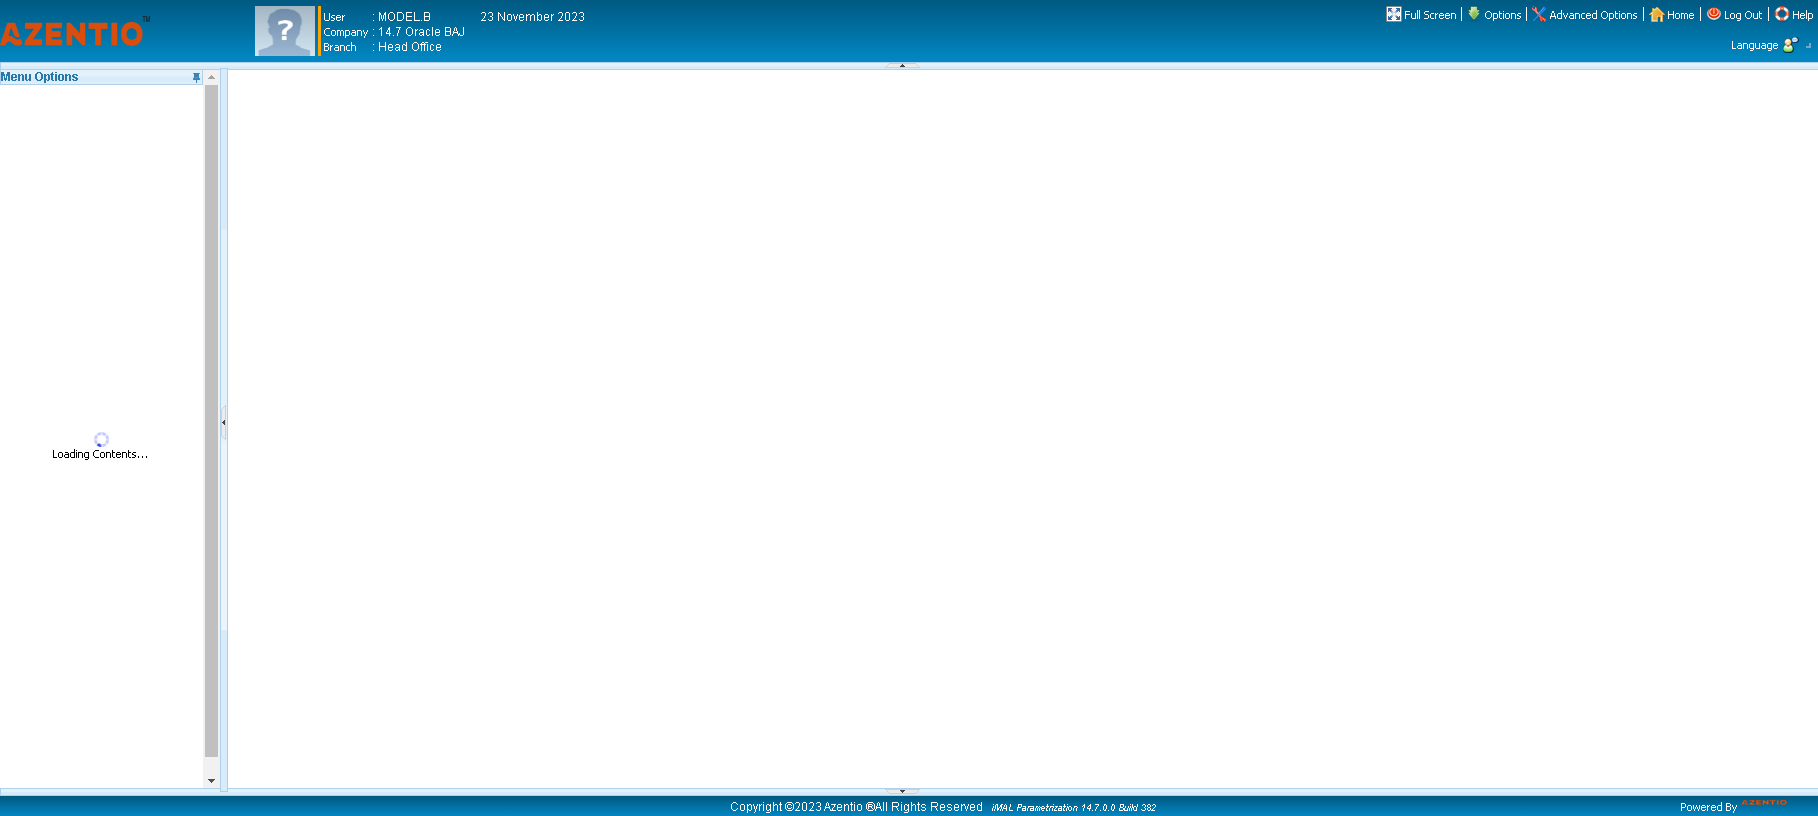 AZENTIO™
User : MODEL.B 23 November 2023
Company : 14.7 Oracle BAJ
Branch : Head Office
Full Screen Options Advanced Options Home Log Out Help
Language
Menu Options
Loading Contents...
Copyright ©2023 Azentio ®All Rights Reserved iMAL Parametrization 14.7.0.0 Build 382
Powered By AZENTIO